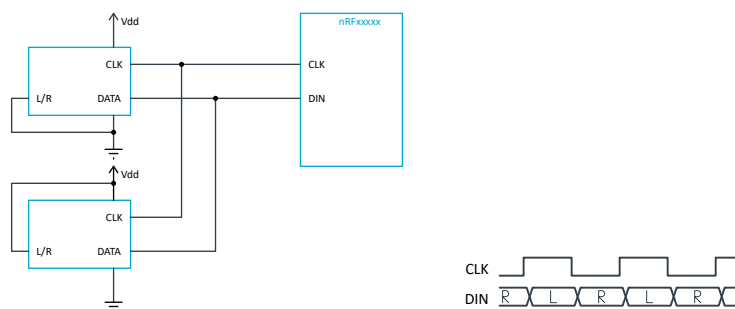 Vdd
nRFxxxxx
CLK CLK
L/R DATA DIN
Vdd
CLK
L/R DATA
CLK
DIN R L R L R